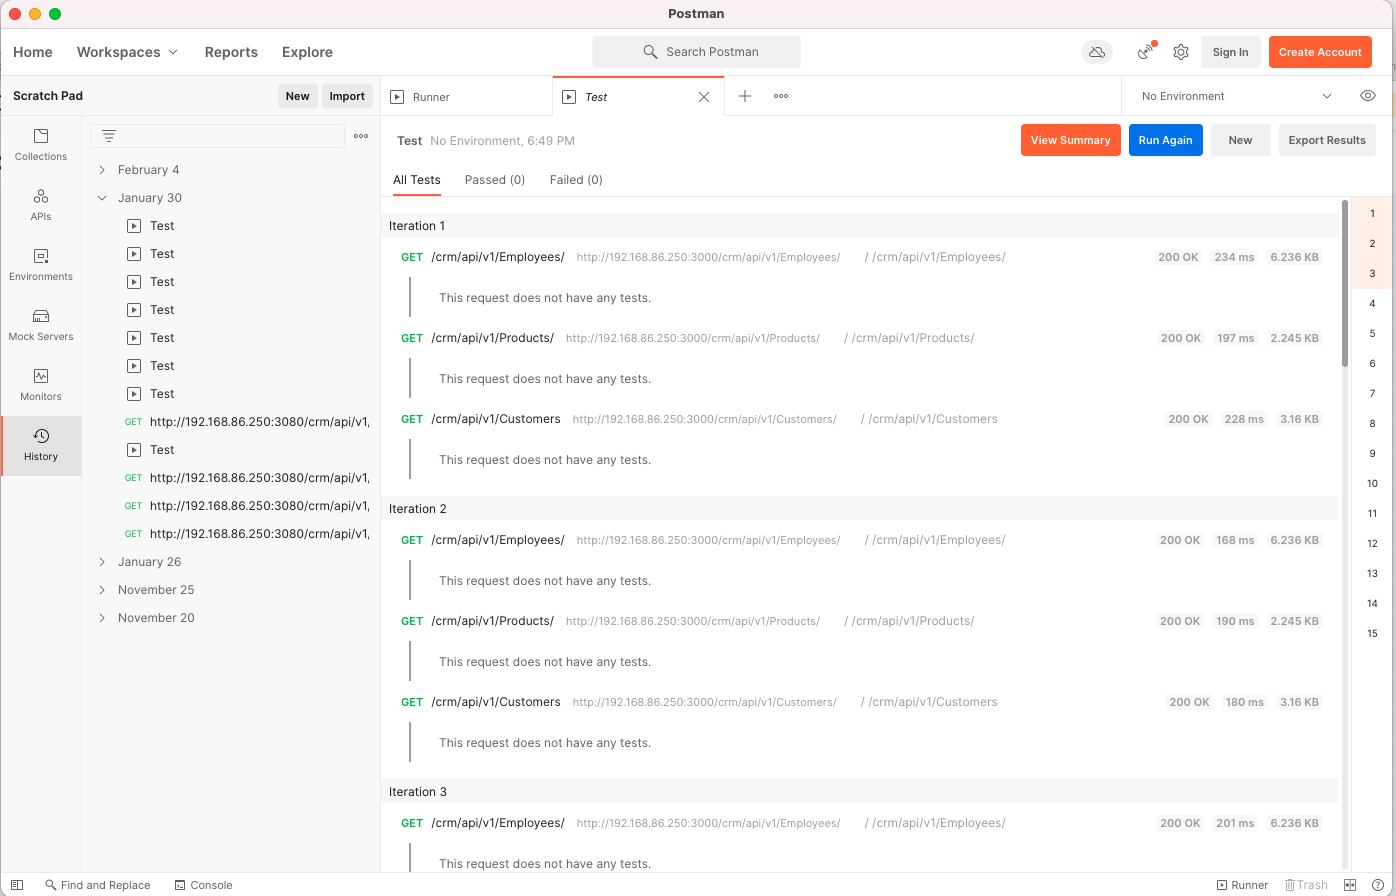 Postman
Home Workspaces Reports Explore Search Postman Sign In Create Account
Scratch Pad New Import Runner Test No Environment
Collections
APIs
Environments
Mock Servers
Monitors
History
February 4
January 30
Test
Test
Test
Test
Test
Test
Test
GET http://192.168.86.250:3080/crm/api/v1,
Test
GET http://192.168.86.250:3080/crm/api/v1,
GET http://192.168.86.250:3080/crm/api/v1,
GET http://192.168.86.250:3080/crm/api/v1,
January 26
November 25
November 20
Test No Environment, 6:49 PM View Summary Run Again New Export Results
All Tests Passed (0) Failed (0)
Iteration 1
GET /crm/api/v1/Employees/ http://192.168.86.250:3000/crm/api/v1/Employees/ / /crm/api/v1/Employees/ 200 OK 234 ms 6.236 KB
This request does not have any tests.
GET /crm/api/v1/Products/ http://192.168.86.250:3000/crm/api/v1/Products/ / /crm/api/v1/Products/ 200 OK 197 ms 2.245 KB
This request does not have any tests.
GET /crm/api/v1/Customers http://192.168.86.250:3000/crm/api/v1/Customers/ / /crm/api/v1/Customers 200 OK 228 ms 3.16 KB
This request does not have any tests.
Iteration 2
GET /crm/api/v1/Employees/ http://192.168.86.250:3000/crm/api/v1/Employees/ / /crm/api/v1/Employees/ 200 OK 168 ms 6.236 KB
This request does not have any tests.
GET /crm/api/v1/Products/ http://192.168.86.250:3000/crm/api/v1/Products/ / /crm/api/v1/Products/ 200 OK 190 ms 2.245 KB
This request does not have any tests.
GET /crm/api/v1/Customers http://192.168.86.250:3000/crm/api/v1/Customers/ / /crm/api/v1/Customers 200 OK 180 ms 3.16 KB
This request does not have any tests.
Iteration 3
GET /crm/api/v1/Employees/ http://192.168.86.250:3000/crm/api/v1/Employees/ / /crm/api/v1/Employees/ 200 OK 201 ms 6.236 KB
This request does not have any tests.
1
2
3
4
5
6
7
8
9
10
11
12
13
14
15
Find and Replace Console Runner Trash